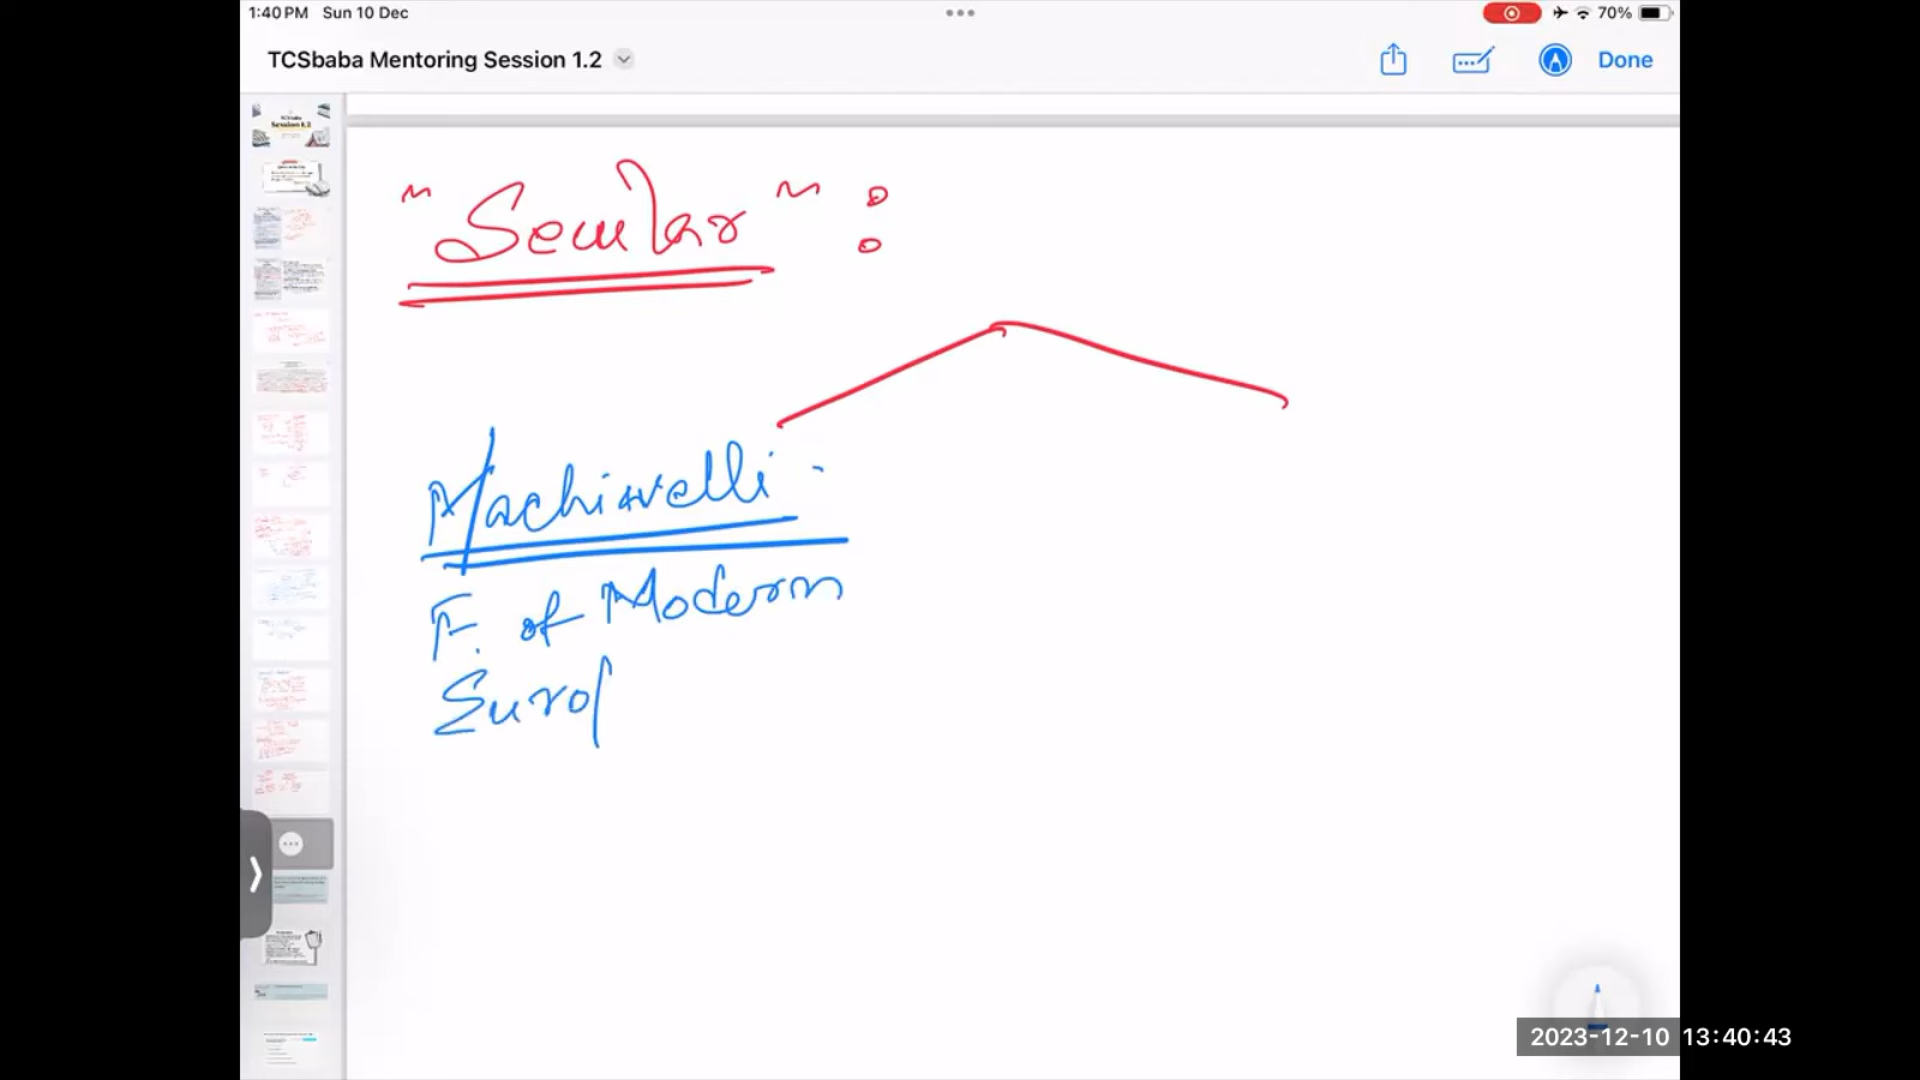 1:40 PM Sun 10 Dec
70%
TCSbaba Mentoring Session 1.2
Done
"Secular" :
Machiavelli
F. of Modern
Europ
2023-12-10 13:40:43